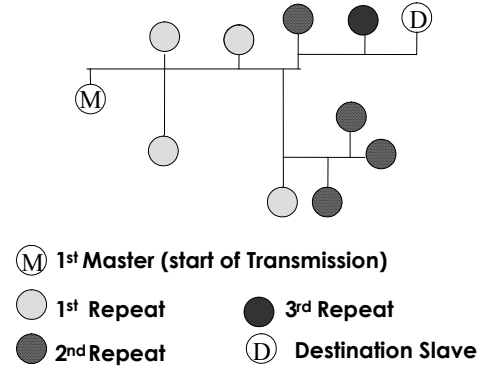 D
M
M 1st Master (start of Transmission)
1st Repeat
3rd Repeat
2nd Repeat
D Destination Slave